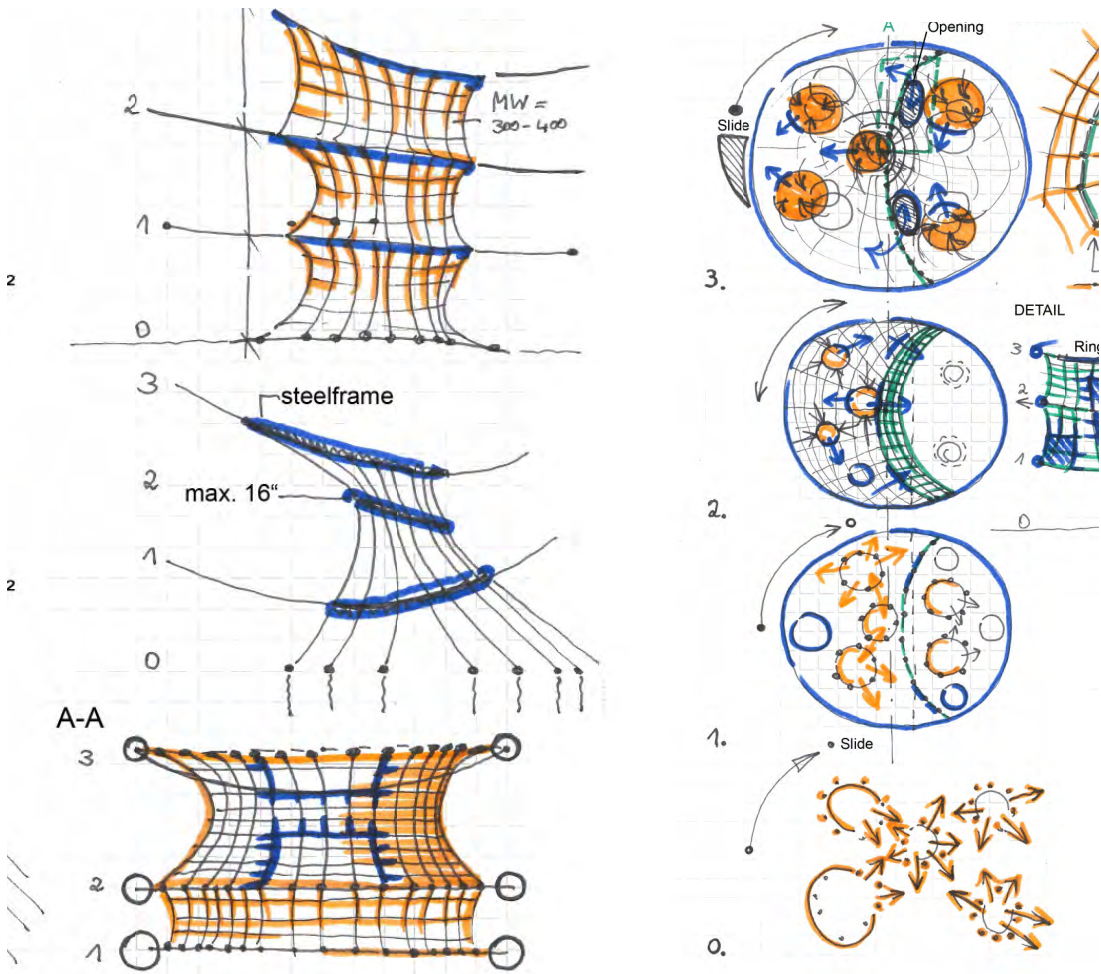 2
MW =
300-400
1
0
2
3
steelframe
2
max. 16"
1
2
0
A-A
3
2
1
A
Opening
Slide
3.
DETAIL
3
Ring
2
1
2.
0
1.
Slide
0.